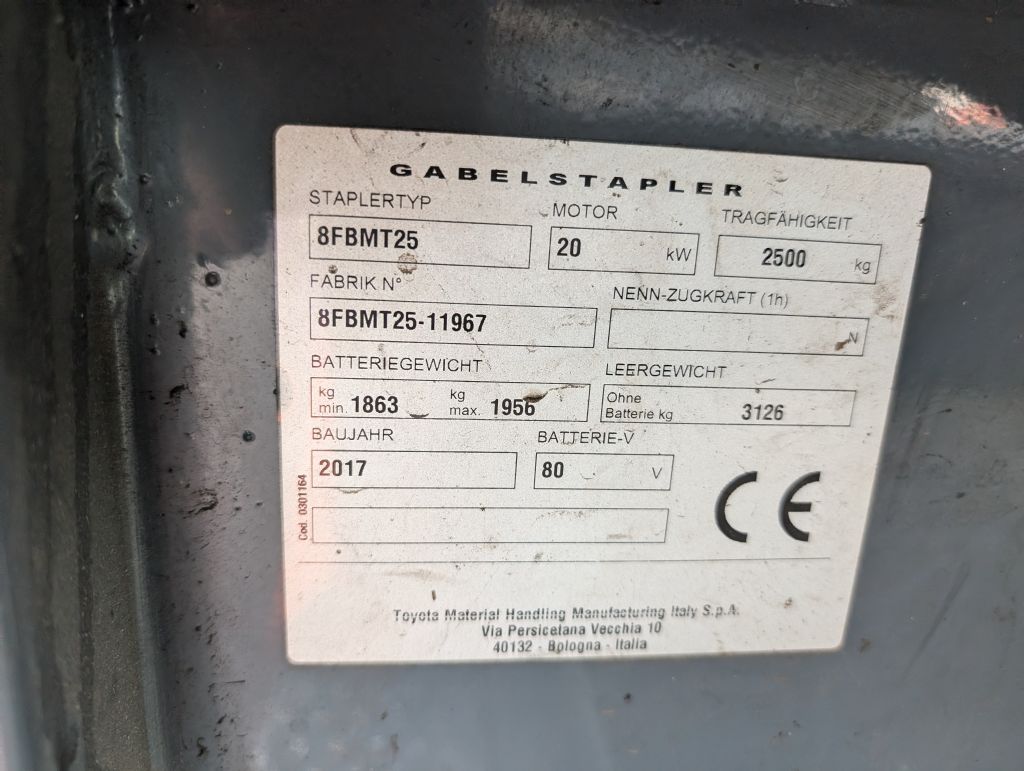 GABELSTAPLER
STAPLERTYP MOTOR TRAGFÄHIGKEIT
8FBMT25 20 kW 2500 kg
FABRIK N° NENN-ZUGKRAFT (1h)
8FBMT25-11967 N
BATTERIEGEWICHT LEERGEWICHT
kg min. 1863 kg max. 1956 Ohne Batterie kg 3126
BAUJAHR BATTERIE-V
2017 80 V
Cod. 0301164
CE
Toyota Material Handling Manufacturing Italy S.p.A.
Via Persicetana Vecchia 10
40132 - Bologna - Italia